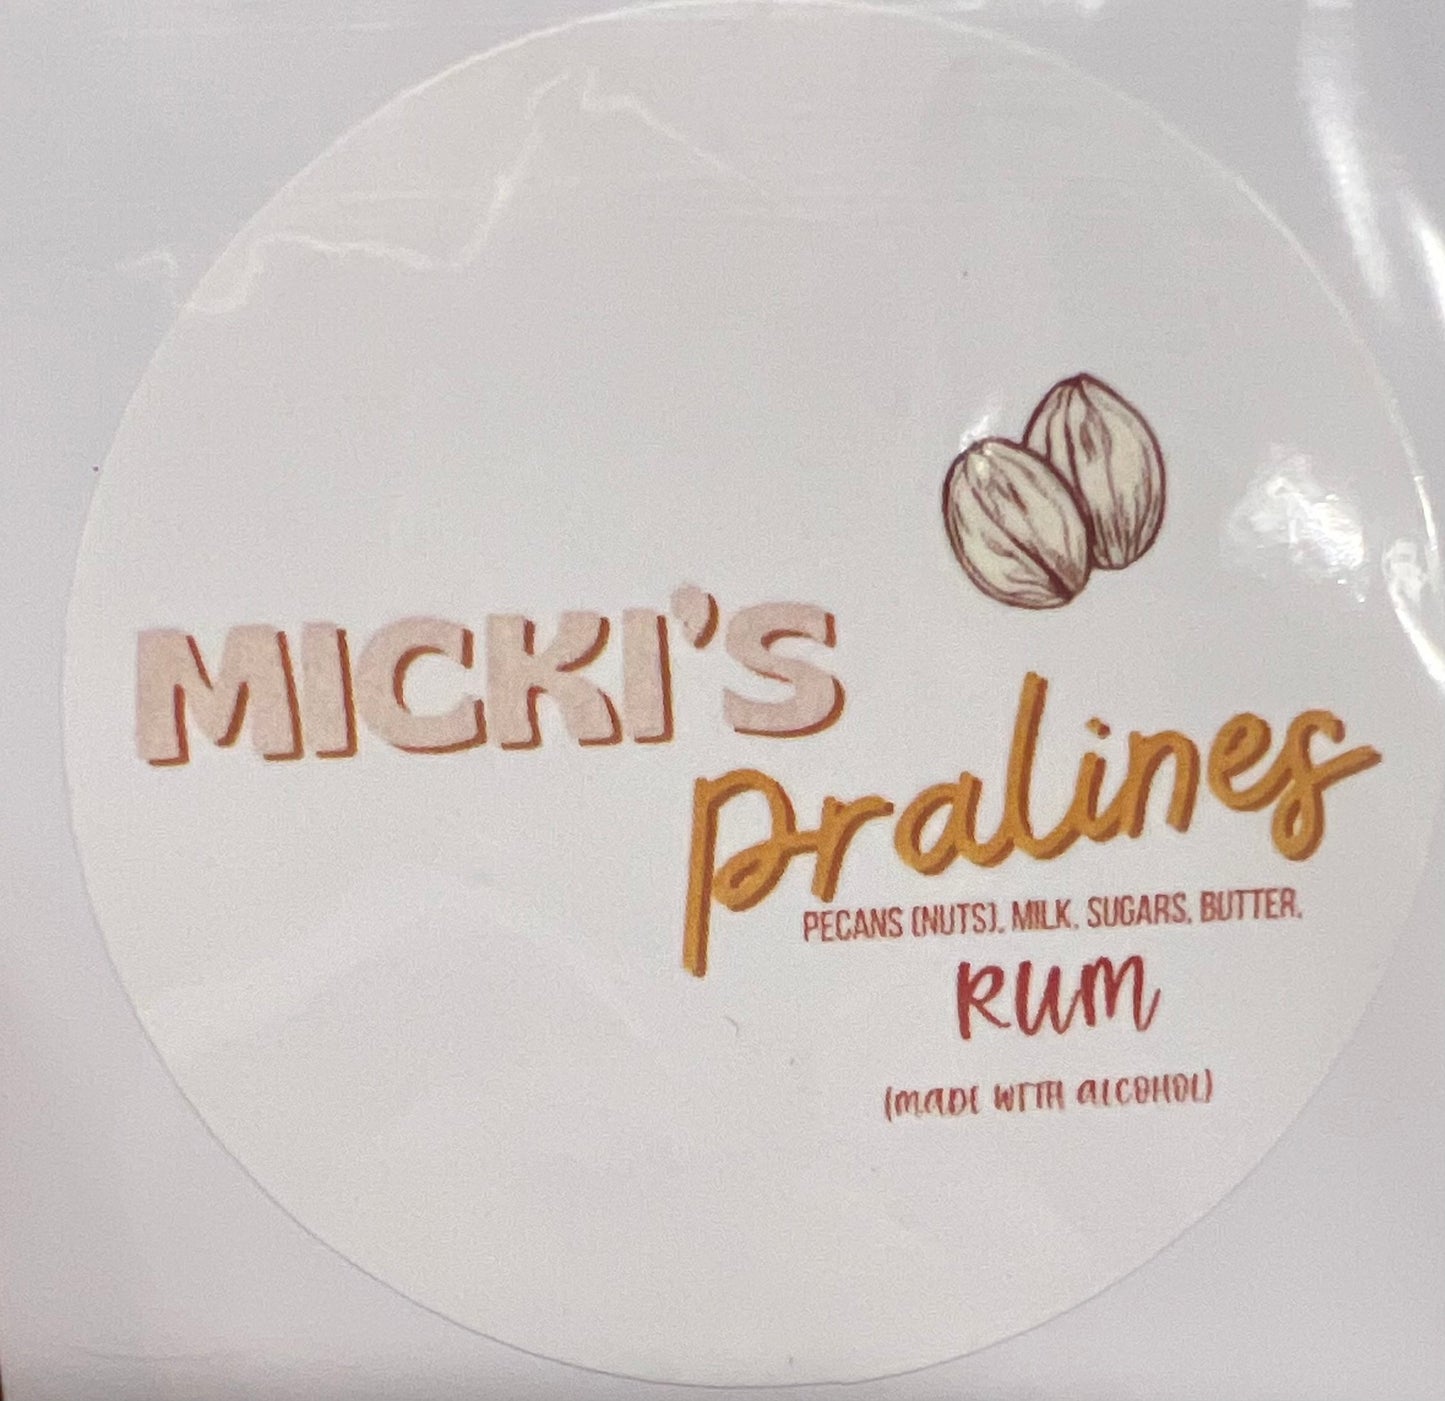 MICKI'S
Pralines
PECANS (NUTS), MILK, SUGARS, BUTTER,
RUM
(MADE WITH ALCOHOL)